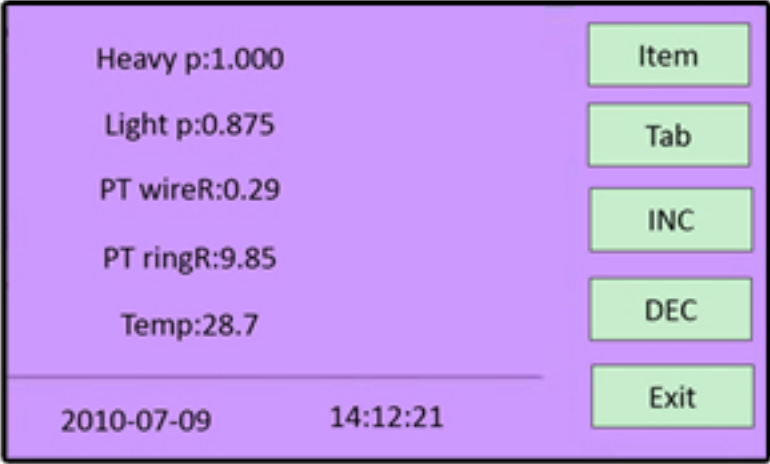 Heavy p:1.000
Item
Light p:0.875
Tab
PT wireR:0.29
INC
PT ringR:9.85
DEC
Temp:28.7
Exit
2010-07-09 14:12:21